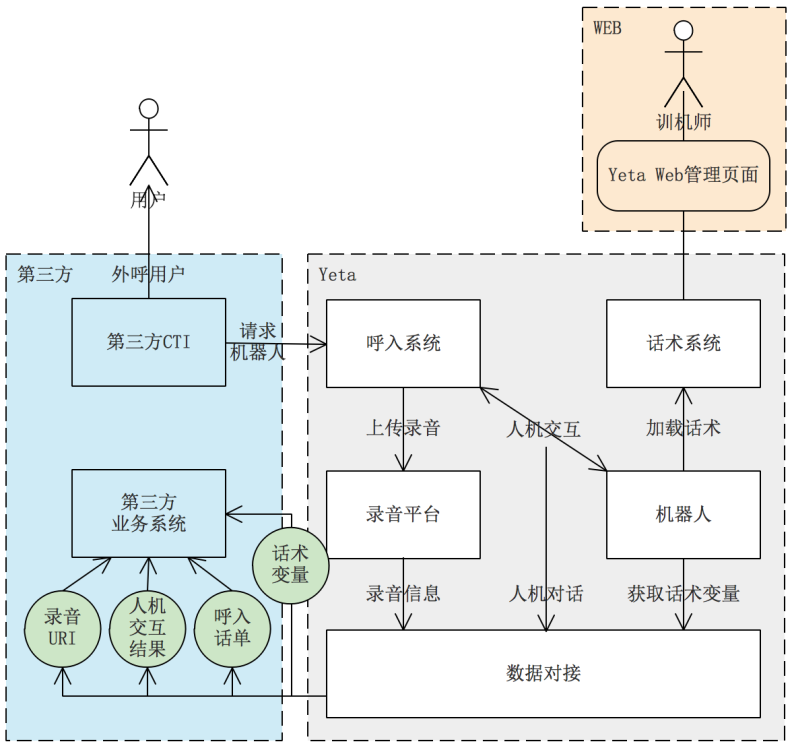 WEB
训机师
Yeta Web管理页面
用户
第三方
外呼用户
Yeta
第三方CTI
请求
机器人
呼入系统
话术系统
上传录音
人机交互
加载话术
第三方
业务系统
录音平台
机器人
话术
变量
录音信息
人机对话
获取话术变量
录音
URI
人机
交互
结果
呼入
话单
数据对接